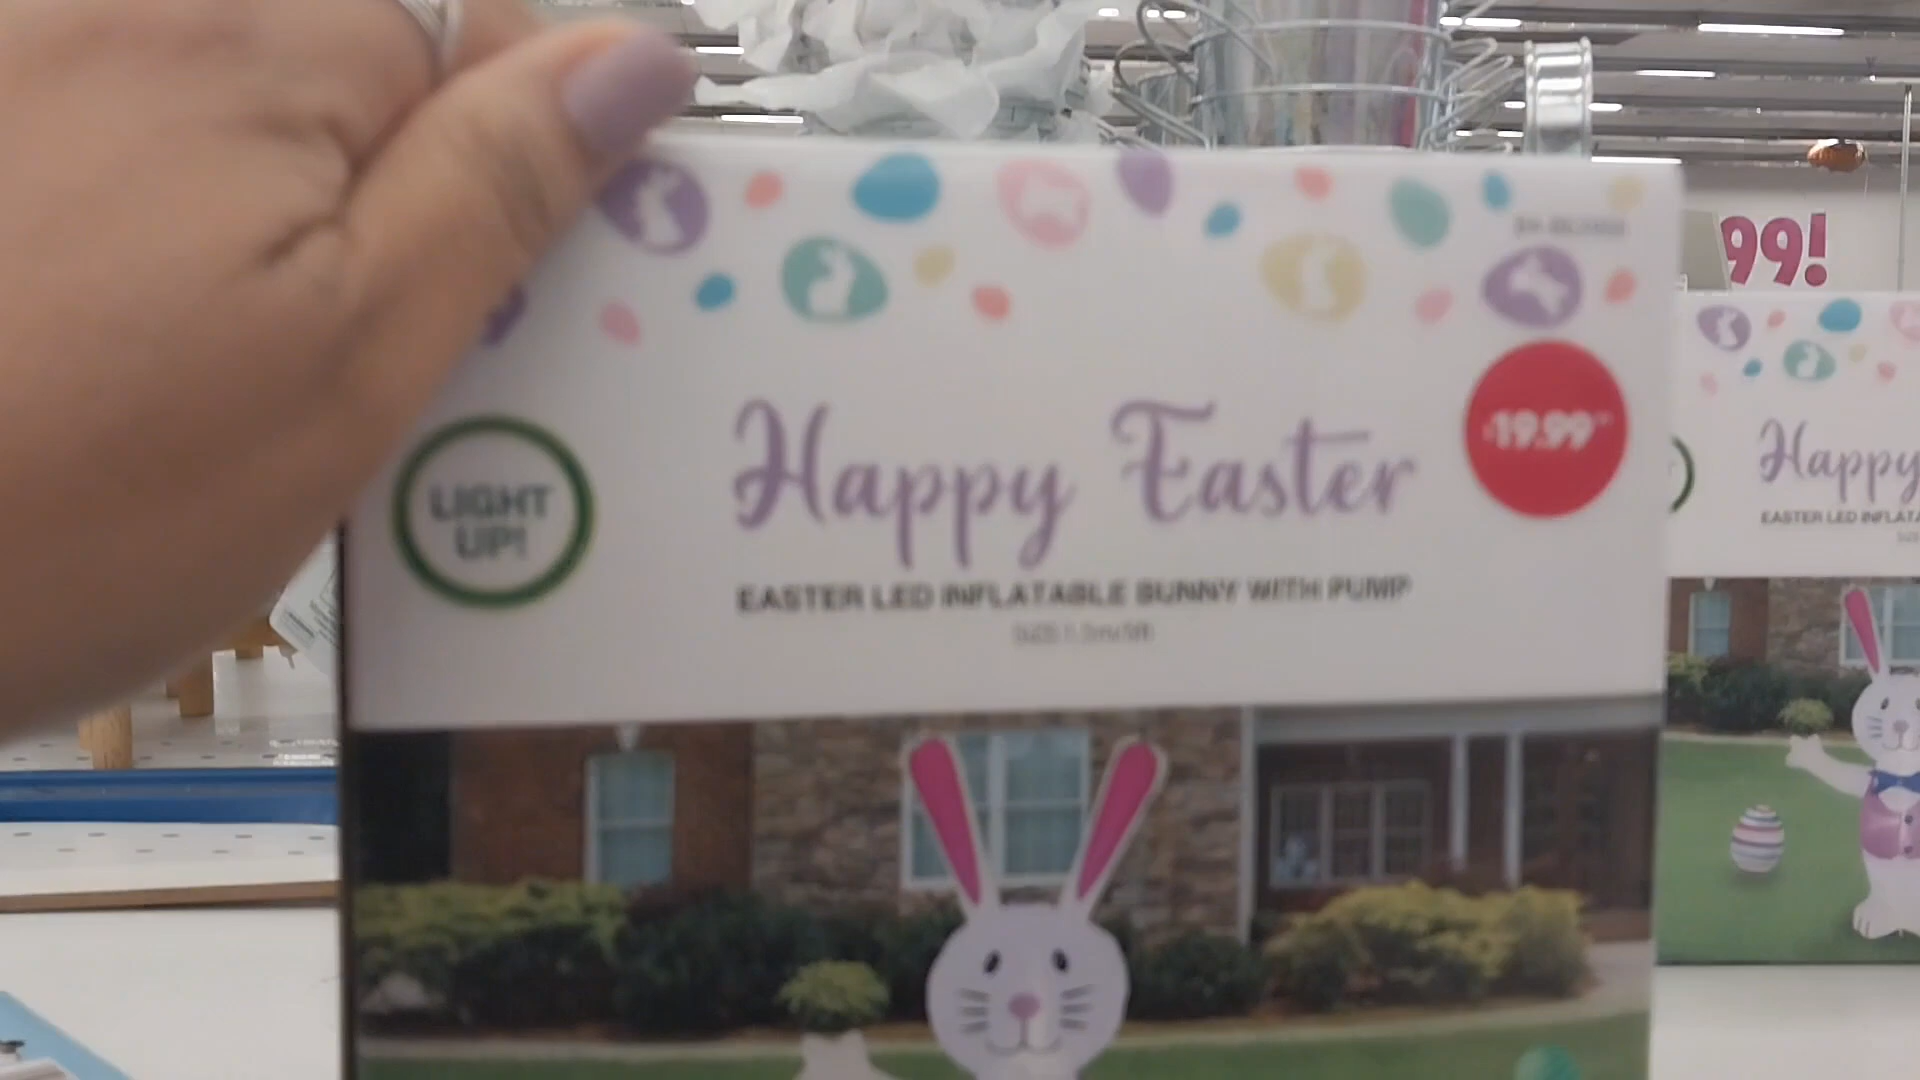 99!
Happy Easter
19.99
LIGHT
UP!
EASTER LED INFLATABLE BUNNY WITH PUMP
Happy
EASTER LED INFLATA